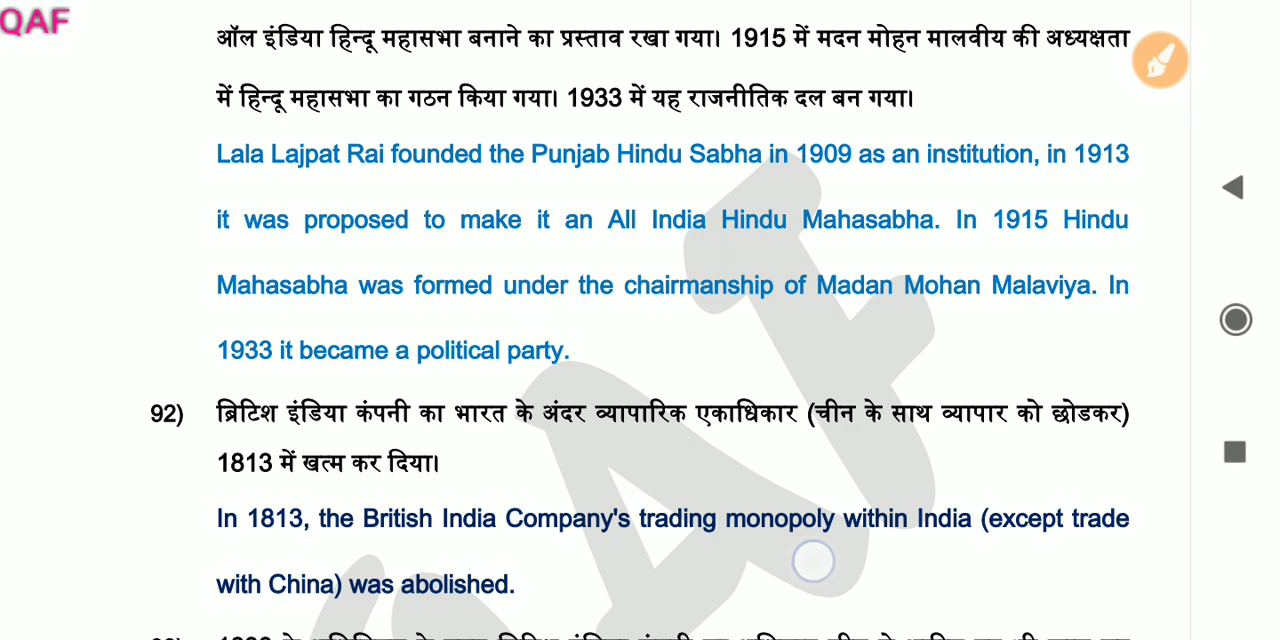 QAF
ऑल इंडिया हिन्दू महासभा बनाने का प्रस्ताव रखा गया। 1915 में मदन मोहन मालवीय की अध्यक्षता
में हिन्दू महासभा का गठन किया गया। 1933 में यह राजनीतिक दल बन गया।
Lala Lajpat Rai founded the Punjab Hindu Sabha in 1909 as an institution, in 1913
it was proposed to make it an All India Hindu Mahasabha. In 1915 Hindu
Mahasabha was formed under the chairmanship of Madan Mohan Malaviya. In
1933 it became a political party.
92) ब्रिटिश इंडिया कंपनी का भारत के अंदर व्यापारिक एकाधिकार (चीन के साथ व्यापार को छोडकर)
1813 में खत्म कर दिया।
In 1813, the British India Company's trading monopoly within India (except trade
with China) was abolished.